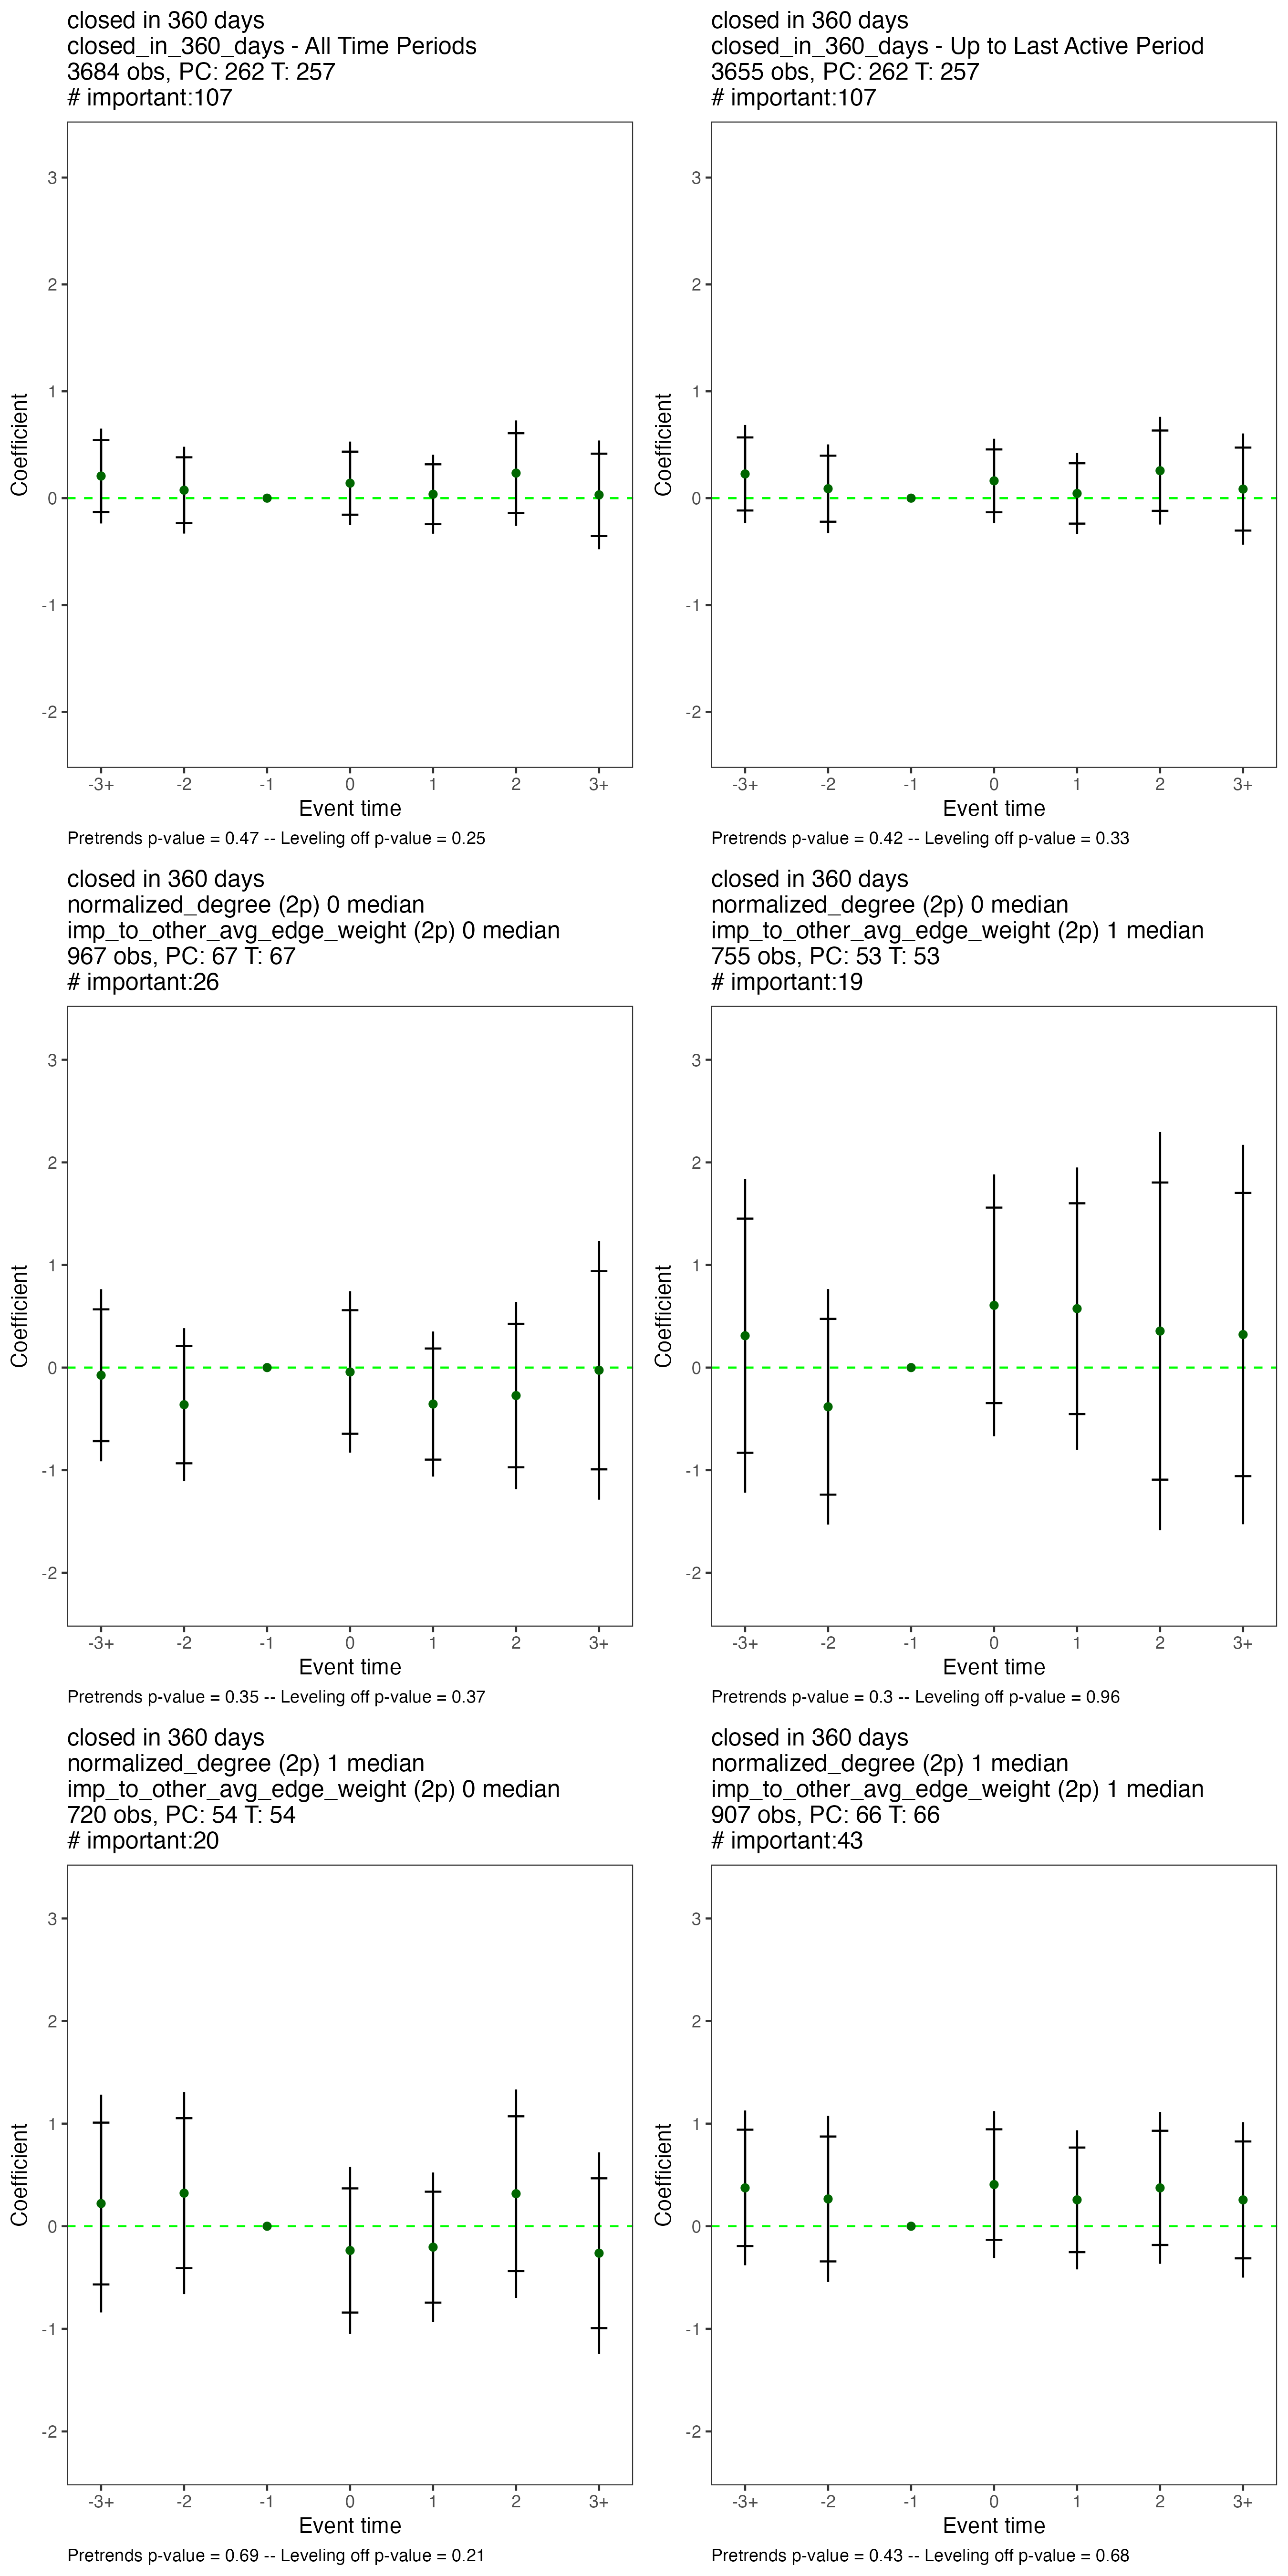 closed in 360 days
closed_in_360_days - All Time Periods
3684 obs, PC: 262 T: 257
# important:107
3
2
1
0
-1
-2
Coefficient
-3+ -2 -1 0 1 2 3+
Event time
Pretrends p-value = 0.47 -- Leveling off p-value = 0.25
closed in 360 days
closed_in_360_days - Up to Last Active Period
3655 obs, PC: 262 T: 257
# important:107
3
2
1
0
-1
-2
Coefficient
-3+ -2 -1 0 1 2 3+
Event time
Pretrends p-value = 0.42 -- Leveling off p-value = 0.33
closed in 360 days
normalized_degree (2p) 0 median
imp_to_other_avg_edge_weight (2p) 0 median
967 obs, PC: 67 T: 67
# important:26
3
2
1
0
-1
-2
Coefficient
-3+ -2 -1 0 1 2 3+
Event time
Pretrends p-value = 0.35 -- Leveling off p-value = 0.37
closed in 360 days
normalized_degree (2p) 0 median
imp_to_other_avg_edge_weight (2p) 1 median
755 obs, PC: 53 T: 53
# important:19
3
2
1
0
-1
-2
Coefficient
-3+ -2 -1 0 1 2 3+
Event time
Pretrends p-value = 0.3 -- Leveling off p-value = 0.96
closed in 360 days
normalized_degree (2p) 1 median
imp_to_other_avg_edge_weight (2p) 0 median
720 obs, PC: 54 T: 54
# important:20
3
2
1
0
-1
-2
Coefficient
-3+ -2 -1 0 1 2 3+
Event time
Pretrends p-value = 0.69 -- Leveling off p-value = 0.21
closed in 360 days
normalized_degree (2p) 1 median
imp_to_other_avg_edge_weight (2p) 1 median
907 obs, PC: 66 T: 66
# important:43
3
2
1
0
-1
-2
Coefficient
-3+ -2 -1 0 1 2 3+
Event time
Pretrends p-value = 0.43 -- Leveling off p-value = 0.68